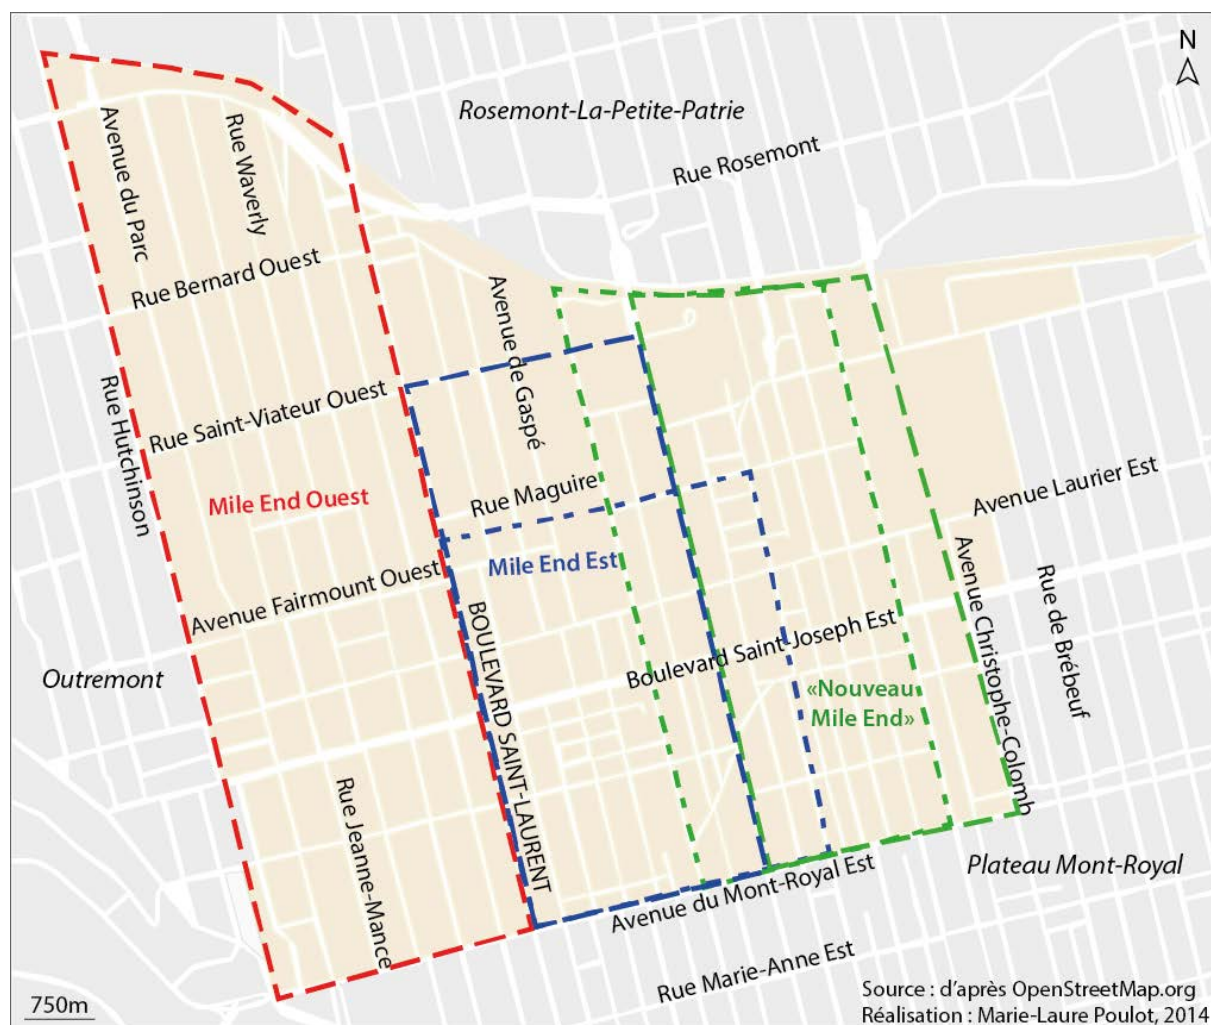 N
Rosemont-La-Petite-Patrie
Rue Rosemont
Avenue du Parc
Rue Waverly
Rue Bernard Ouest
Avenue de Gaspé
Rue Hutchinson
Rue Saint-Viateur Ouest
Mile End Ouest
Rue Maguire
Avenue Laurier Est
Mile End Est
Avenue Fairmount Ouest
BOULEVARD SAINT-LAURENT
Boulevard Saint-Joseph Est
Avenue Christophe-Colomb
Rue de Brébeuf
Outremont
«Nouveau
Mile End»
Rue Jeanne-Mance
Plateau Mont-Royal
Avenue du Mont-Royal Est
Rue Marie-Anne Est
750m
Source : d'après OpenStreetMap.org
Réalisation : Marie-Laure Poulot, 2014